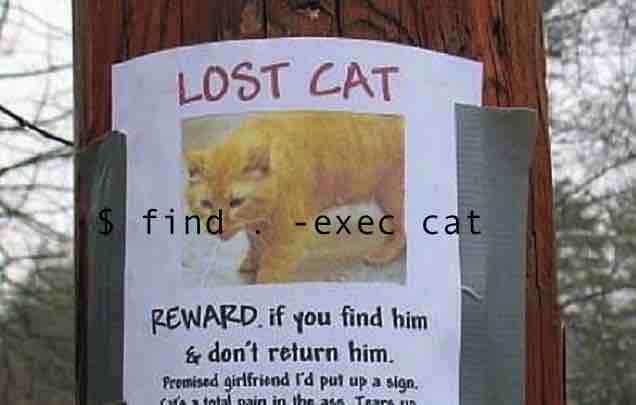 LOST CAT
$ find . -exec cat
REWARD. if you find him
& don't return him.
Promised girlfriend I'd put up a sign.
Cat's a total pain in the ass. Tears up